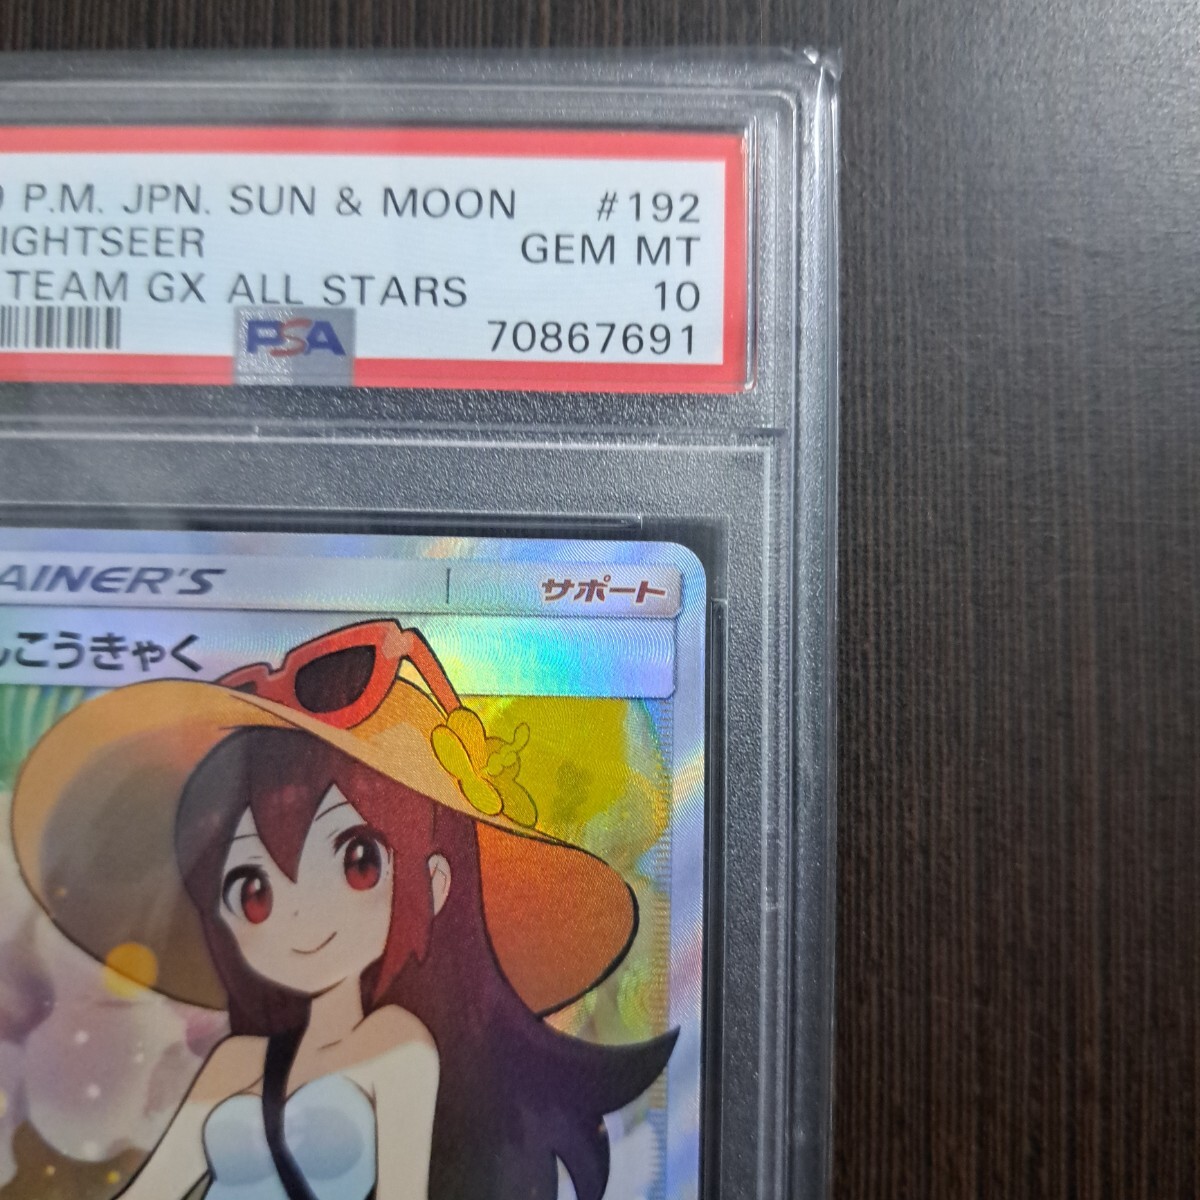 P.M. JPN. SUN & MOON #192
IGHTSEER GEM MT
TEAM GX ALL STARS 10
PSA 70867691
AINER'S サポート
こうきゃく